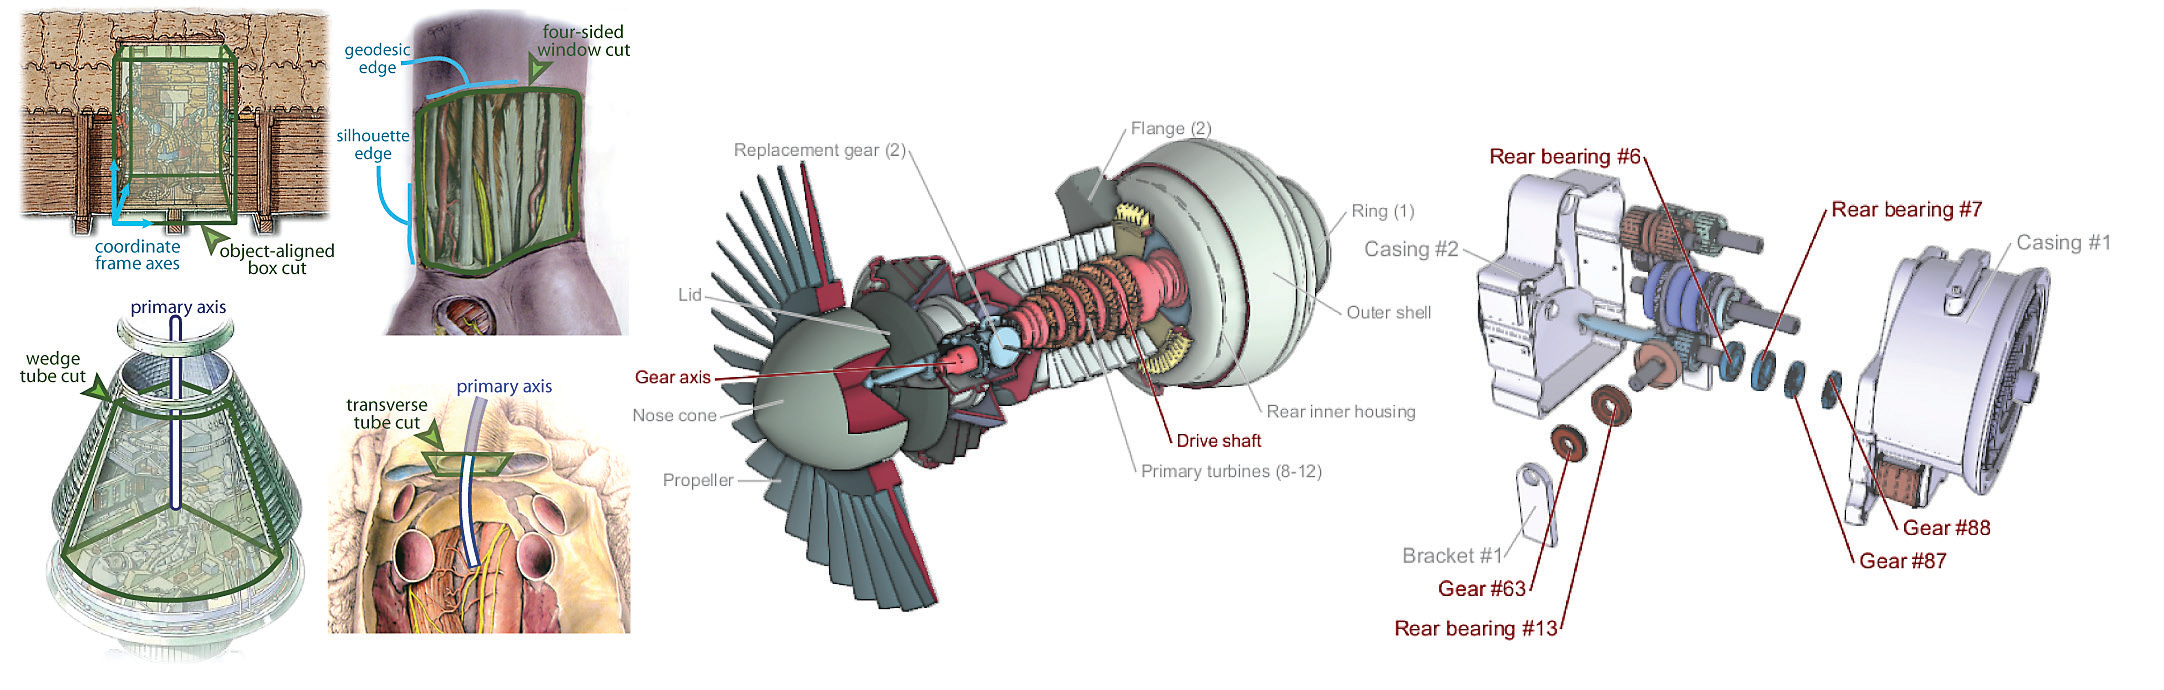 geodesic
edge
four-sided
window cut
silhouette
edge
coordinate
frame axes
object-aligned
box cut
primary axis
wedge
tube cut
primary axis
transverse
tube cut
Flange (2)
Replacement gear (2)
Ring (1)
Lid
Outer shell
Gear axis
Nose cone
Rear inner housing
Drive shaft
Primary turbines (8-12)
Propeller
Rear bearing #6
Rear bearing #7
Casing #2
Casing #1
Gear #88
Bracket #1
Gear #87
Gear #63
Rear bearing #13